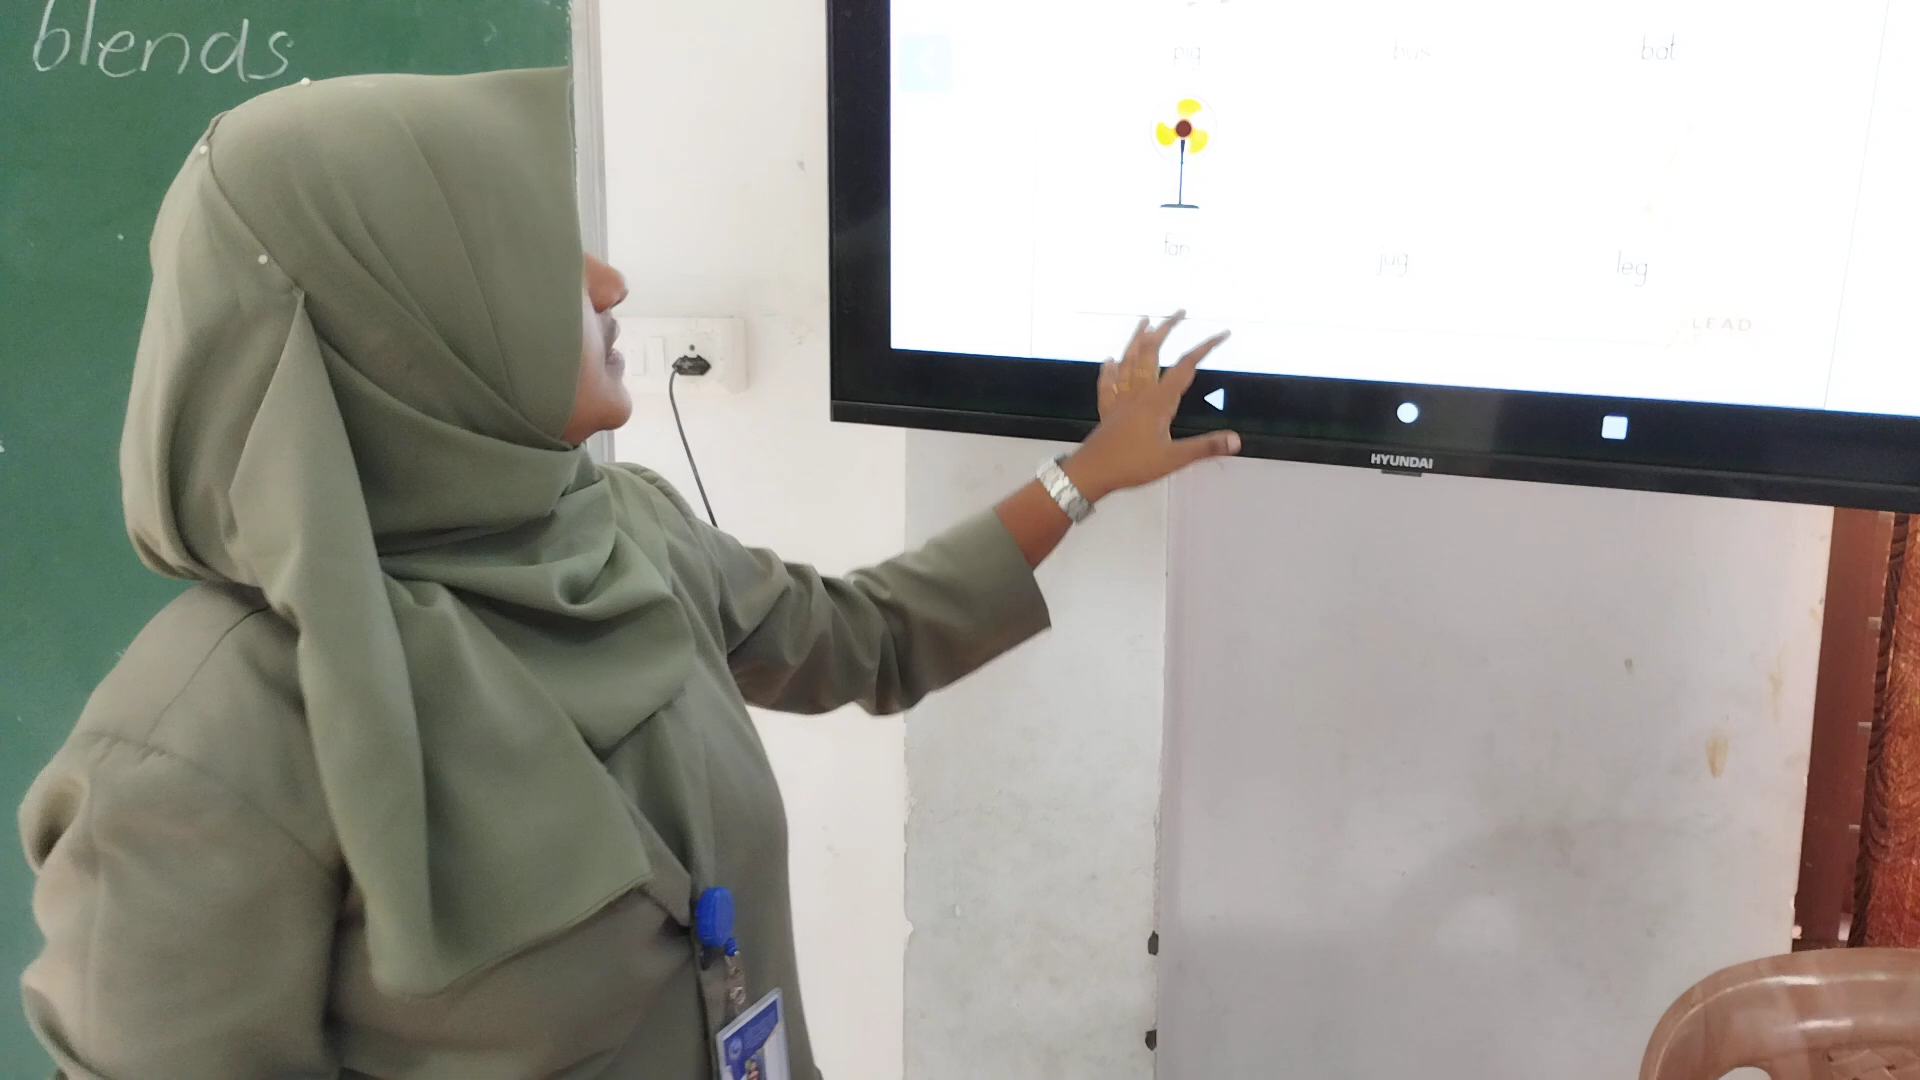 blends
pig bus bat
fan jug leg
LEAD
HYUNDAI